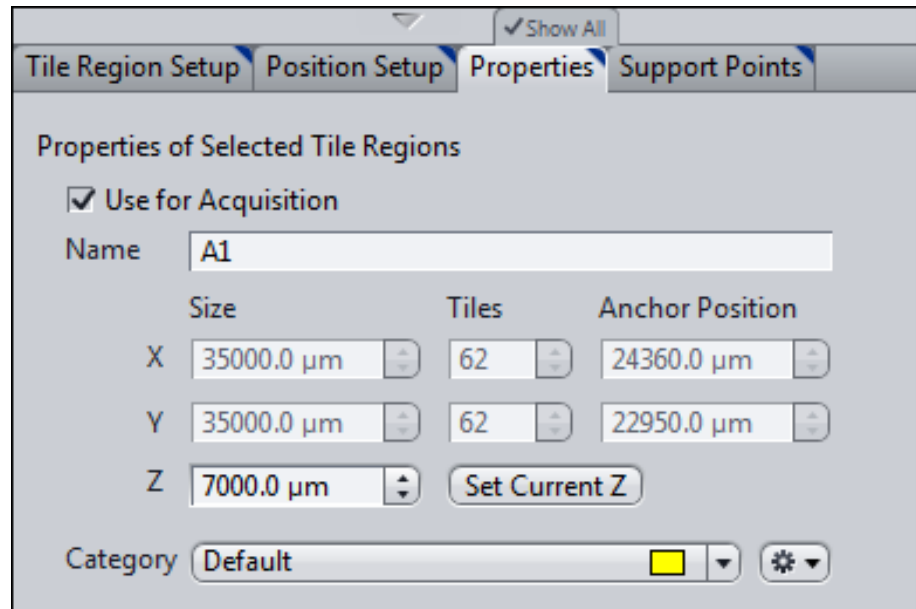 Show All
Tile Region Setup Position Setup Properties Support Points
Properties of Selected Tile Regions
Use for Acquisition
Name A1
Size Tiles Anchor Position
X 35000.0 µm 62 24360.0 µm
Y 35000.0 µm 62 22950.0 µm
Z 7000.0 µm Set Current Z
Category Default